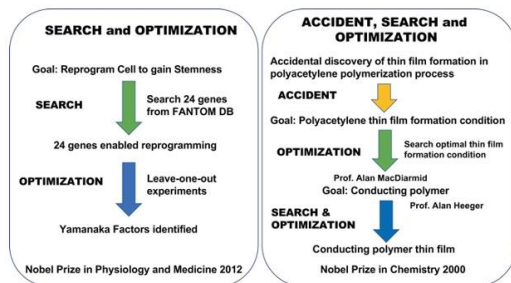 SEARCH and OPTIMIZATION
Goal: Reprogram Cell to gain Stemness
SEARCH
Search 24 genes
from FANTOM DB
24 genes enabled reprogramming
OPTIMIZATION
Leave-one-out
experiments
Yamanaka Factors identified
Nobel Prize in Physiology and Medicine 2012
ACCIDENT, SEARCH and
OPTIMIZATION
Accidental discovery of thin film formation in
polyacetylene polymerization process
ACCIDENT
Goal: Polyacetylene thin film formation condition
OPTIMIZATION
Search optimal thin film
formation condition
Prof. Alan MacDiarmid
Goal: Conducting polymer
Prof. Alan Heeger
SEARCH &
OPTIMIZATION
Conducting polymer thin film
Nobel Prize in Chemistry 2000